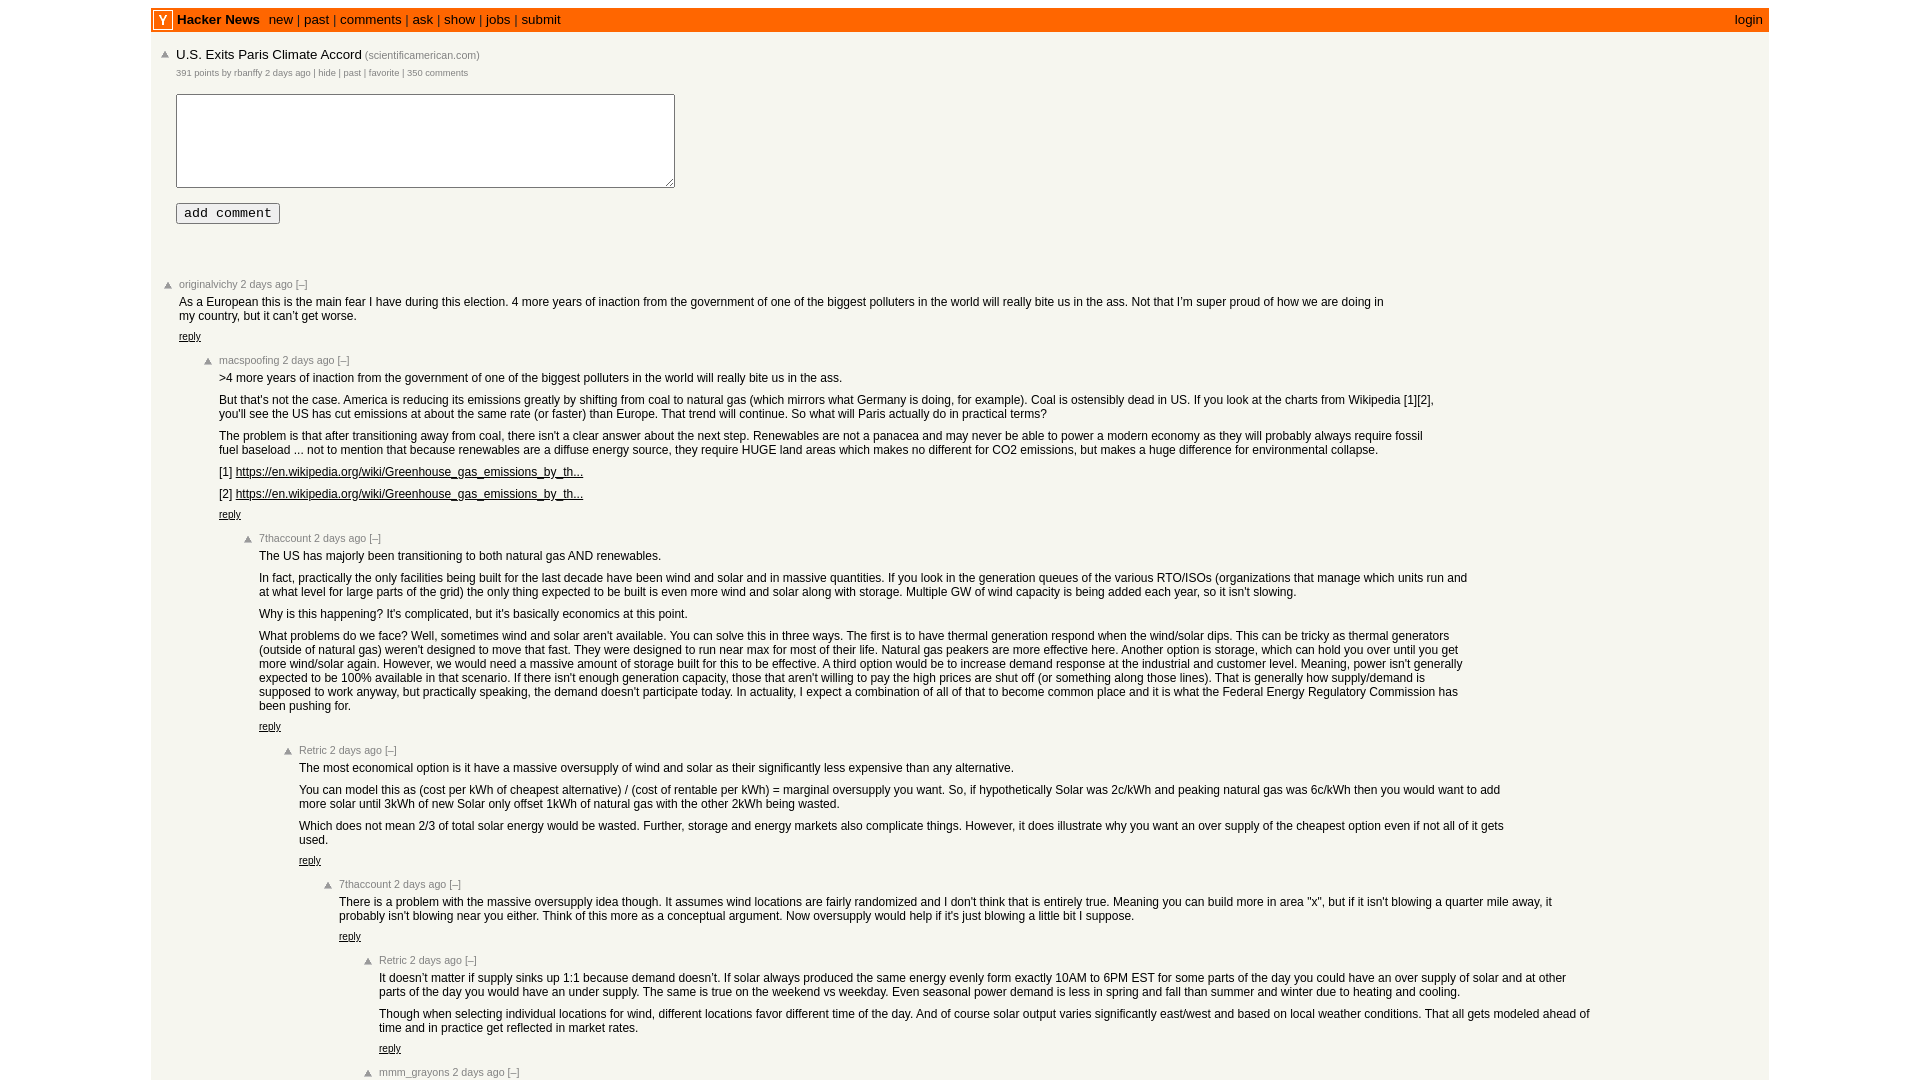 Y Hacker News new | past | comments | ask | show | jobs | submit login
U.S. Exits Paris Climate Accord (scientificamerican.com)
391 points by rbanffy 2 days ago | hide | past | favorite | 350 comments
add comment
originalvichy 2 days ago [–]
As a European this is the main fear I have during this election. 4 more years of inaction from the government of one of the biggest polluters in the world will really bite us in the ass. Not that I’m super proud of how we are doing in
my country, but it can’t get worse.
reply
macspoofing 2 days ago [–]
>4 more years of inaction from the government of one of the biggest polluters in the world will really bite us in the ass.
But that's not the case. America is reducing its emissions greatly by shifting from coal to natural gas (which mirrors what Germany is doing, for example). Coal is ostensibly dead in US. If you look at the charts from Wikipedia [1][2],
you'll see the US has cut emissions at about the same rate (or faster) than Europe. That trend will continue. So what will Paris actually do in practical terms?
The problem is that after transitioning away from coal, there isn't a clear answer about the next step. Renewables are not a panacea and may never be able to power a modern economy as they will probably always require fossil
fuel baseload ... not to mention that because renewables are a diffuse energy source, they require HUGE land areas which makes no different for CO2 emissions, but makes a huge difference for environmental collapse.
[1] https://en.wikipedia.org/wiki/Greenhouse_gas_emissions_by_th...
[2] https://en.wikipedia.org/wiki/Greenhouse_gas_emissions_by_th...
reply
7thaccount 2 days ago [–]
The US has majorly been transitioning to both natural gas AND renewables.
In fact, practically the only facilities being built for the last decade have been wind and solar and in massive quantities. If you look in the generation queues of the various RTO/ISOs (organizations that manage which units run and
at what level for large parts of the grid) the only thing expected to be built is even more wind and solar along with storage. Multiple GW of wind capacity is being added each year, so it isn't slowing.
Why is this happening? It's complicated, but it's basically economics at this point.
What problems do we face? Well, sometimes wind and solar aren't available. You can solve this in three ways. The first is to have thermal generation respond when the wind/solar dips. This can be tricky as thermal generators
(outside of natural gas) weren't designed to move that fast. They were designed to run near max for most of their life. Natural gas peakers are more effective here. Another option is storage, which can hold you over until you get
more wind/solar again. However, we would need a massive amount of storage built for this to be effective. A third option would be to increase demand response at the industrial and customer level. Meaning, power isn't generally
expected to be 100% available in that scenario. If there isn't enough generation capacity, those that aren't willing to pay the high prices are shut off (or something along those lines). That is generally how supply/demand is
supposed to work anyway, but practically speaking, the demand doesn't participate today. In actuality, I expect a combination of all of that to become common place and it is what the Federal Energy Regulatory Commission has
been pushing for.
reply
Retric 2 days ago [–]
The most economical option is it have a massive oversupply of wind and solar as their significantly less expensive than any alternative.
You can model this as (cost per kWh of cheapest alternative) / (cost of rentable per kWh) = marginal oversupply you want. So, if hypothetically Solar was 2c/kWh and peaking natural gas was 6c/kWh then you would want to add
more solar until 3kWh of new Solar only offset 1kWh of natural gas with the other 2kWh being wasted.
Which does not mean 2/3 of total solar energy would be wasted. Further, storage and energy markets also complicate things. However, it does illustrate why you want an over supply of the cheapest option even if not all of it gets
used.
reply
7thaccount 2 days ago [–]
There is a problem with the massive oversupply idea though. It assumes wind locations are fairly randomized and I don't think that is entirely true. Meaning you can build more in area "x", but if it isn't blowing a quarter mile away, it
probably isn't blowing near you either. Think of this more as a conceptual argument. Now oversupply would help if it's just blowing a little bit I suppose.
reply
Retric 2 days ago [–]
It doesn’t matter if supply sinks up 1:1 because demand doesn’t. If solar always produced the same energy evenly form exactly 10AM to 6PM EST for some parts of the day you could have an over supply of solar and at other
parts of the day you would have an under supply. The same is true on the weekend vs weekday. Even seasonal power demand is less in spring and fall than summer and winter due to heating and cooling.
Though when selecting individual locations for wind, different locations favor different time of the day. And of course solar output varies significantly east/west and based on local weather conditions. That all gets modeled ahead of
time and in practice get reflected in market rates.
reply
mmm_grayons 2 days ago [–]